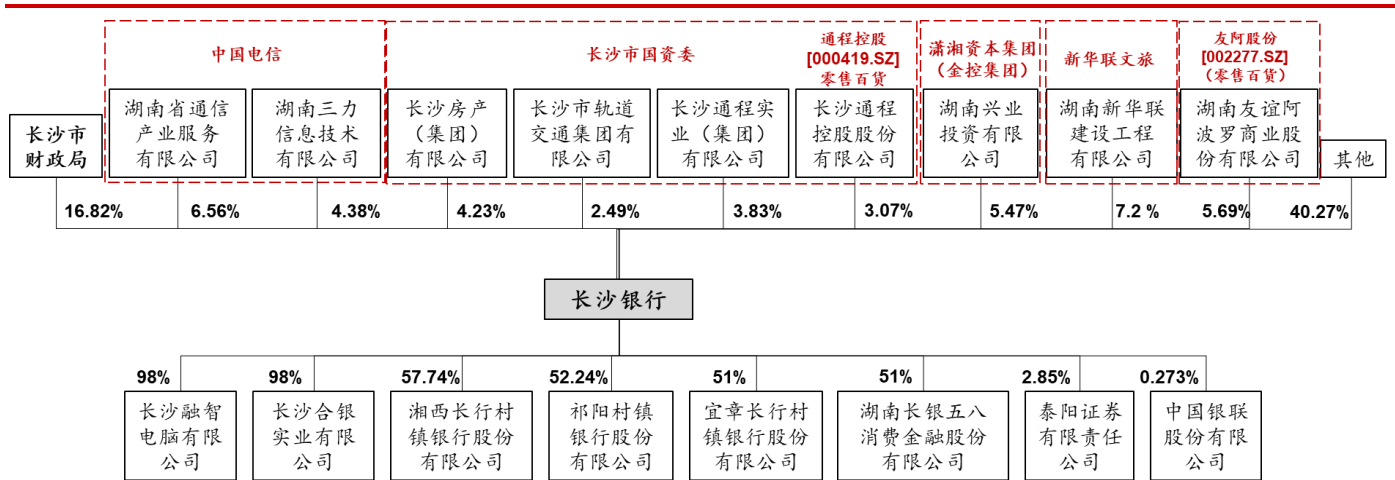 中国电信
长沙市国资委
通程控股
[000419.SZ]
零售百货
潇湘资本集团
（金控集团）
新华联文旅
友阿股份
[002277.SZ]
（零售百货）
长沙市
财政局
湖南省通信
产业服务
有限公司
湖南三力
信息技术
有限公司
长沙房产
（集团）
有限公司
长沙市轨道
交通集团有
限公司
长沙通程实
业（集团）
有限公司
长沙通程
控股股份
有限公司
湖南兴业
投资有限
公司
湖南新华联
建设工程
有限公司
湖南友谊阿
波罗商业股
份有限公司
其他
16.82%
6.56%
4.38%
4.23%
2.49%
3.83%
3.07%
5.47%
7.2 %
5.69%
40.27%
长沙银行
98%
98%
57.74%
52.24%
51%
51%
2.85%
0.273%
长沙融智
电脑有限
公司
长沙合银
实业有限
公司
湘西长行村
镇银行股份
有限公司
祁阳村镇
银行股份
有限公司
宜章长行村
镇银行股份
有限公司
湖南长银五八
消费金融股份
有限公司
泰阳证券
有限责任
公司
中国银联
股份有限
公司